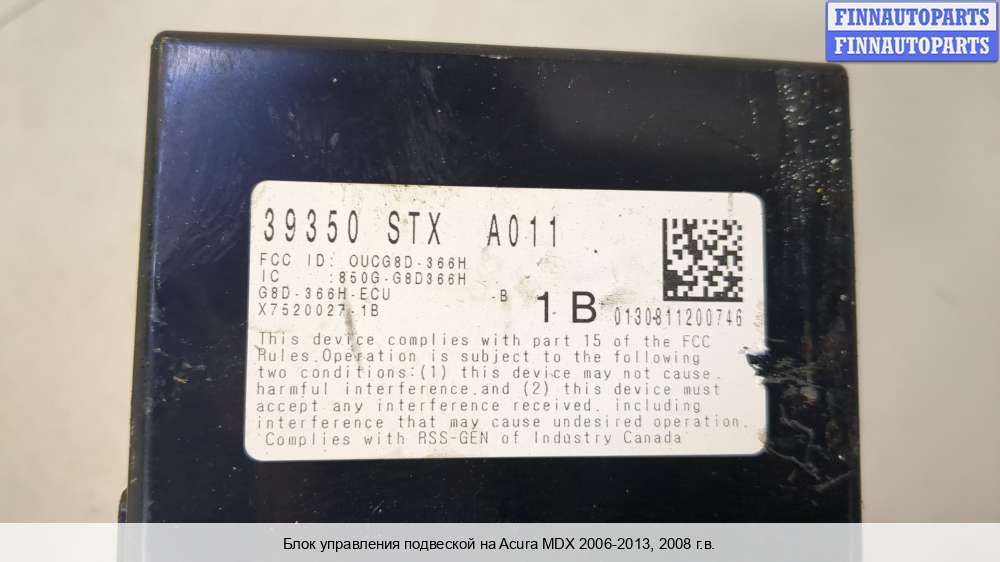 FINNAUTOPARTS
FINNAUTOPARTS
39350 STX A011
FCC ID: OUCG8D-366H
IC :850G-G8D366H
G8D-366H-ECU -B
X7520027-1B
1B 0130811200746
This device complies with part 15 of the FCC
Rules.Operation is subject to the following
two conditions:(1) this device may not cause
harmful interference,and (2) this device must
accept any interference received, including
interference that may cause undesired operation.
Complies with RSS-GEN of Industry Canada
Блок управления подвеской на Acura MDX 2006-2013, 2008 г.в.